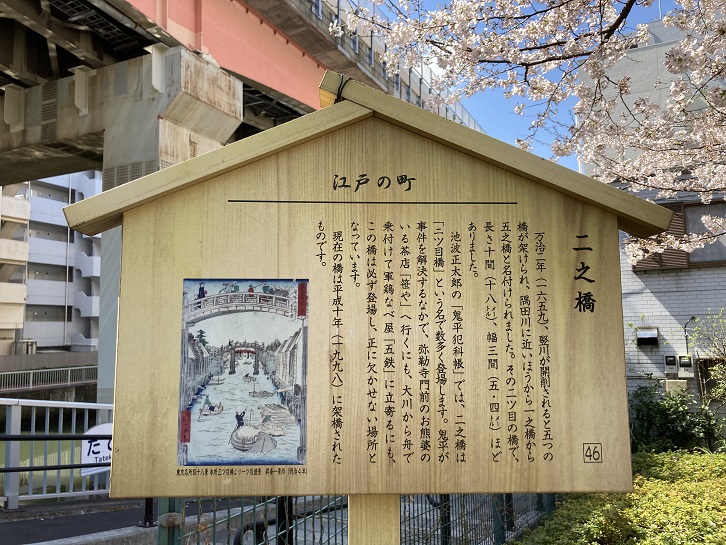 江戸の町
二之橋
万治二年（一六五九）、竪川が開削されると五つの
橋が架けられ、隅田川に近いほうから一之橋から
五之橋と名付けられました。その二ツ目の橋で、
長さ十間（十八㍍）、幅三間（五・四㍍）ほど
ありました。
池波正太郎の「鬼平犯科帳」では、二之橋は
「二ツ目橋」という名で数多く登場します。鬼平が
事件を解決するなかで、弥勒寺門前のお熊婆の
いる茶店「笹や」へ行くにも、大川から舟で
乗付けて軍鶏なべ屋「五鉄」に立寄るにも、
この橋は必ず登場し、正に欠かせない場所と
なっています。
現在の橋は平成十年（一九九八）に架橋された
ものです。
46
た
Tatek